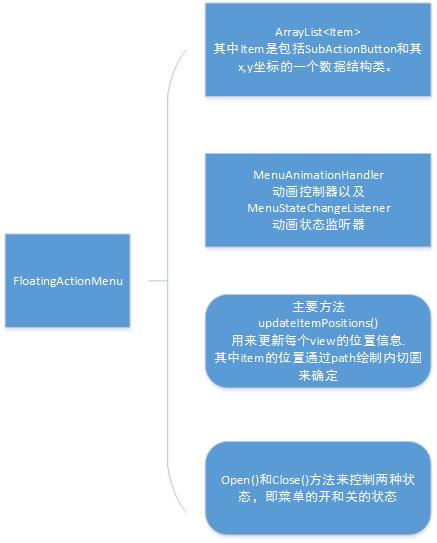 ArrayList<Item>
其中Item是包括SubActionButton和其
x,y坐标的一个数据结构类。
MenuAnimationHandler
动画控制器以及
MenuStateChangeListener
动画状态监听器
FloatingActionMenu
主要方法
updateItemPositions()
用来更新每个view的位置信息.
其中item的位置通过path绘制内切圆
来确定
Open()和Close()方法来控制两种状
态，即菜单的开和关的状态